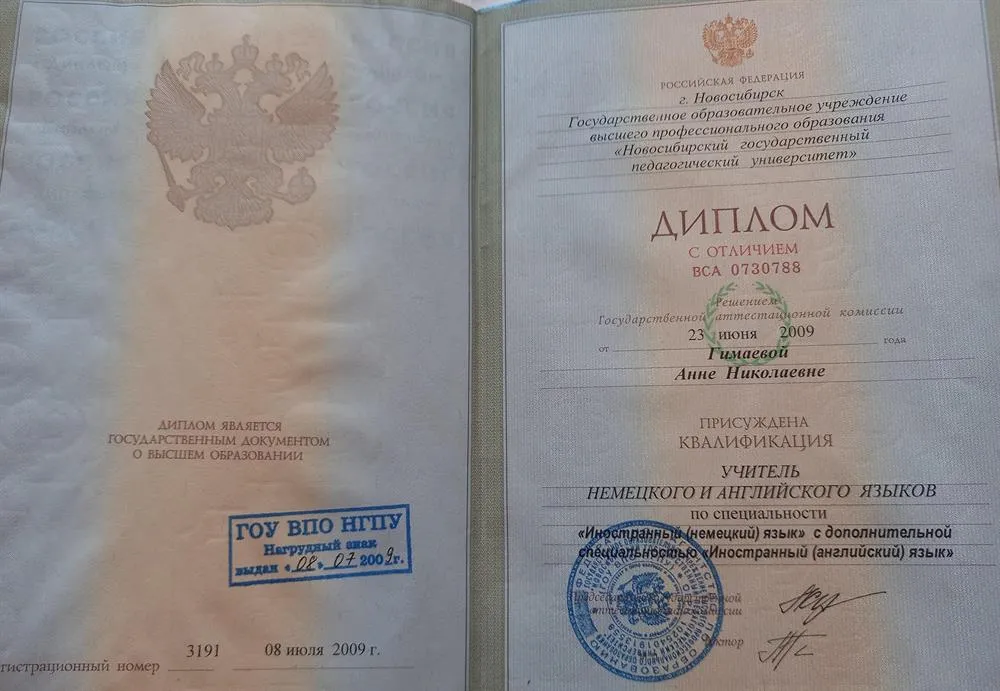 ДИПЛОМ ЯВЛЯЕТСЯ
ГОСУДАРСТВЕННЫМ ДОКУМЕНТОМ
О ВЫСШЕМ ОБРАЗОВАНИИ
ГОУ ВПО НГПУ
Нагрудный знак
выдан «08» 07 2009г.
гистрационный номер 3191 08 июля 2009 г.
РОССИЙСКАЯ ФЕДЕРАЦИЯ
г. Новосибирск
Государственное образовательное учреждение
высшего профессионального образования
«Новосибирский государственный
педагогический университет»
ДИПЛОМ
С ОТЛИЧИЕМ
ВСА 0730788
Решением
Государственной аттестационной комиссии
от 23 июня 2009 года
Гимаевой
Анне Николаевне
ПРИСУЖДЕНА
КВАЛИФИКАЦИЯ
УЧИТЕЛЬ
НЕМЕЦКОГО И АНГЛИЙСКОГО ЯЗЫКОВ
по специальности
«Иностранный (немецкий) язык» с дополнительной
специальностью «Иностранный (английский) язык»